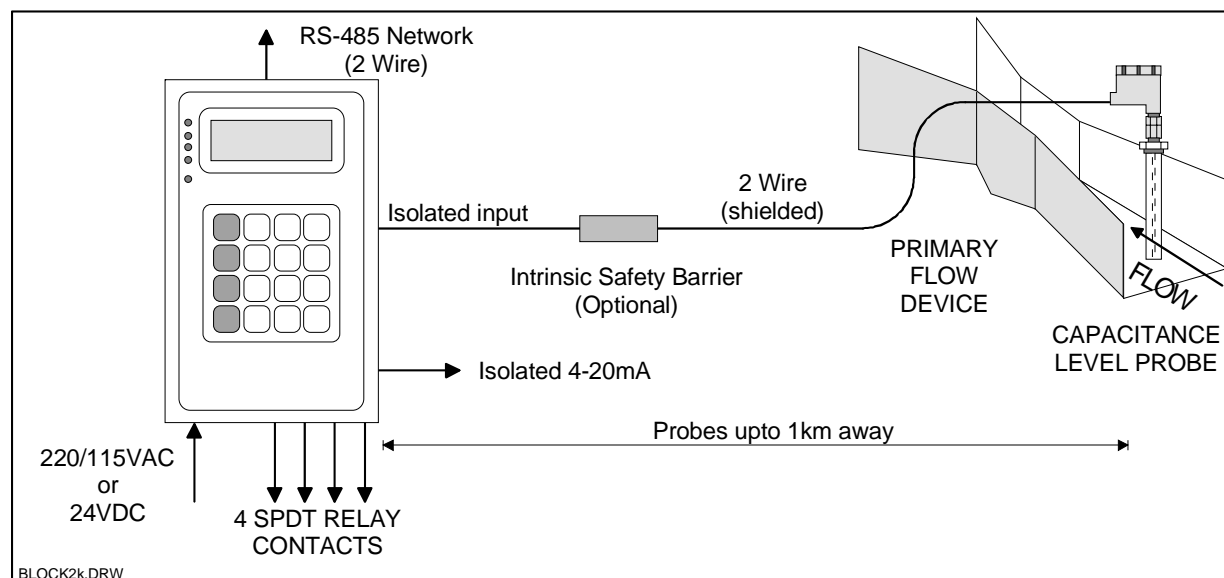 RS-485 Network
(2 Wire)
Isolated input
2 Wire
(shielded)
Intrinsic Safety Barrier
(Optional)
PRIMARY
FLOW
DEVICE
FLOW
CAPACITANCE
LEVEL PROBE
Isolated 4-20mA
Probes upto 1km away
220/115VAC
or
24VDC
4 SPDT RELAY
CONTACTS
BLOCK2k.DRW